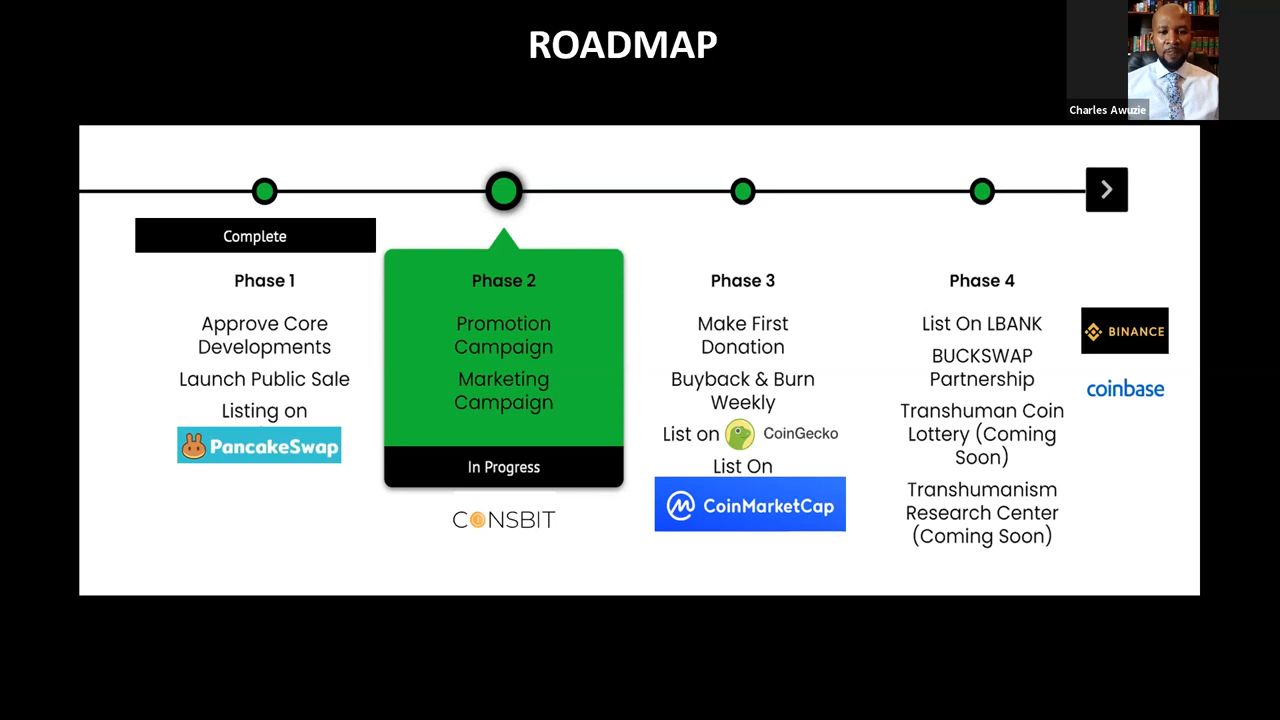 ROADMAP
Charles Awuzie
Complete
Phase 1
Approve Core
Developments
Launch Public Sale
Listing on
PancakeSwap
Phase 2
Promotion
Campaign
Marketing
Campaign
In Progress
CONSBIT
Phase 3
Make First
Donation
Buyback & Burn
Weekly
List on CoinGecko
List On
CoinMarketCap
Phase 4
List On LBANK
BUCKSWAP
Partnership
Transhuman Coin
Lottery (Coming
Soon)
Transhumanism
Research Center
(Coming Soon)
BINANCE
coinbase